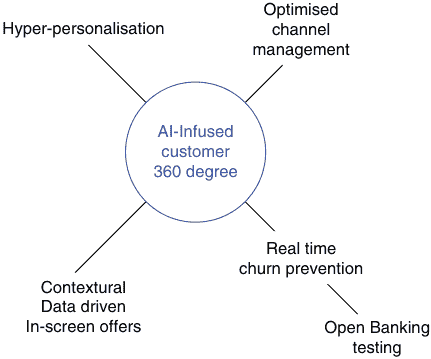 Hyper-personalisation
Optimised
channel
management
AI-Infused
customer
360 degree
Contextural
Data driven
In-screen offers
Real time
churn prevention
Open Banking
testing